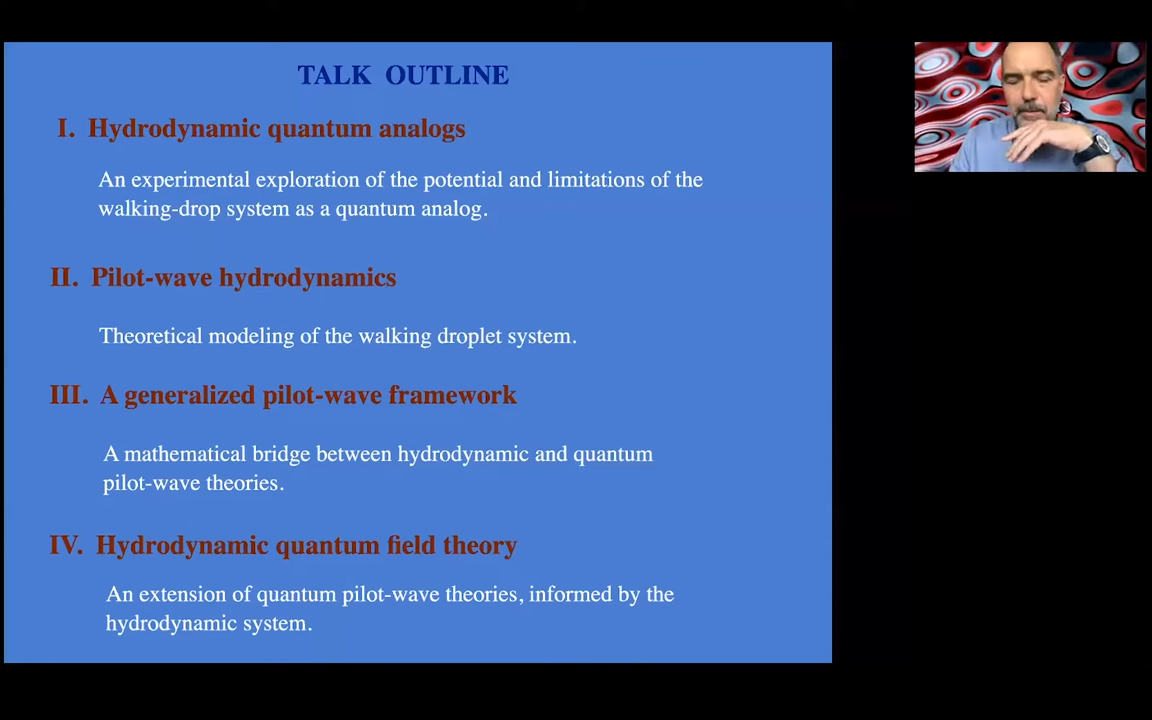 TALK OUTLINE
I. Hydrodynamic quantum analogs
An experimental exploration of the potential and limitations of the
walking-drop system as a quantum analog.
II. Pilot-wave hydrodynamics
Theoretical modeling of the walking droplet system.
III. A generalized pilot-wave framework
A mathematical bridge between hydrodynamic and quantum
pilot-wave theories.
IV. Hydrodynamic quantum field theory
An extension of quantum pilot-wave theories, informed by the
hydrodynamic system.